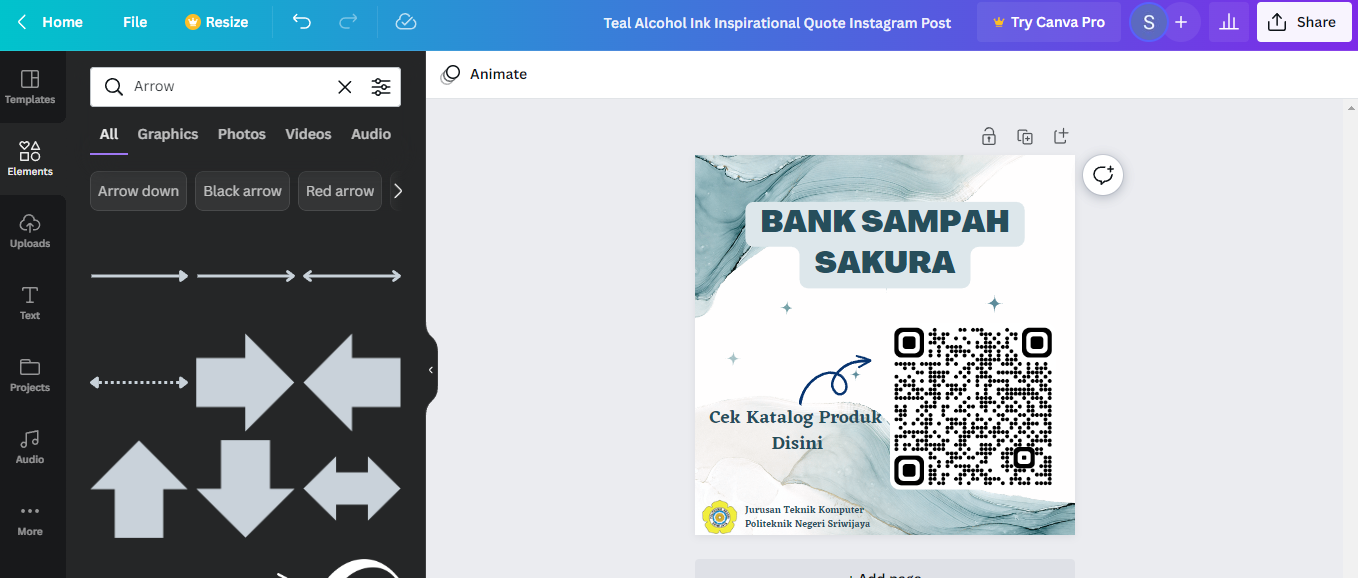 Home
File
Resize
Teal Alcohol Ink Inspirational Quote Instagram Post
Try Canva Pro
S
+
Share
Templates
Elements
Uploads
Text
Projects
Audio
More
Arrow
All
Graphics
Photos
Videos
Audio
Arrow down
Black arrow
Red arrow
Animate
BANK SAMPAH
SAKURA
Cek Katalog Produk
Disini
Jurusan Teknik Komputer
Politeknik Negeri Sriwijaya
+ Add page